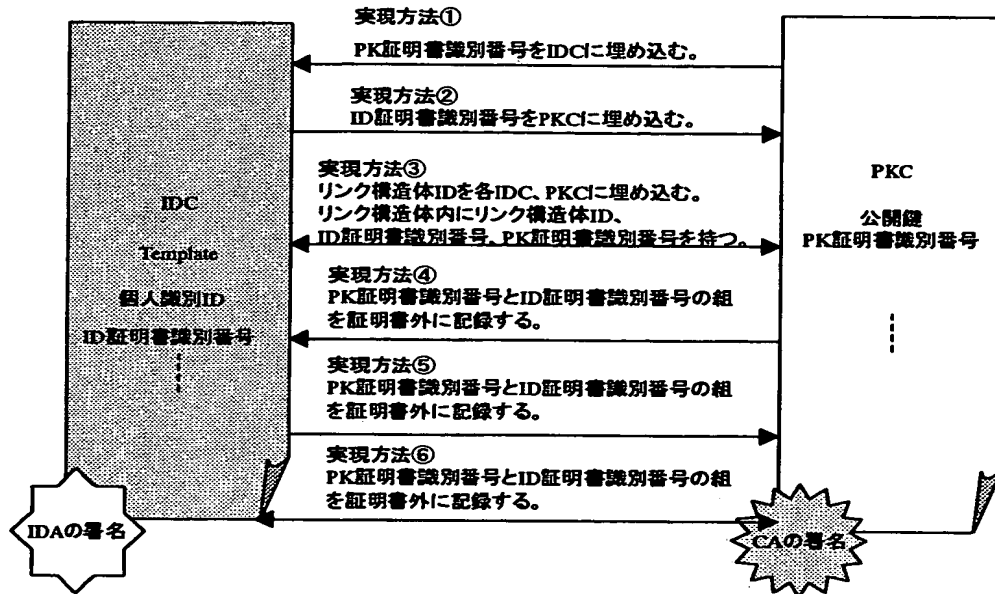 実現方法①
PK証明書識別番号をIDCに埋め込む。
実現方法②
ID証明書識別番号をPKCに埋め込む。
実現方法③
リンク構造体IDを各IDC、PKCに埋め込む。
リンク構造体内にリンク構造体ID、
ID証明書識別番号、PK証明書識別番号を持つ。
実現方法④
PK証明書識別番号とID証明書識別番号の組
を証明書外に記録する。
実現方法⑤
PK証明書識別番号とID証明書識別番号の組
を証明書外に記録する。
実現方法⑥
PK証明書識別番号とID証明書識別番号の組
を証明書外に記録する。
IDC
Template
個人識別ID
ID証明書識別番号
IDAの署名
PKC
公開鍵
PK証明書識別番号
CAの署名